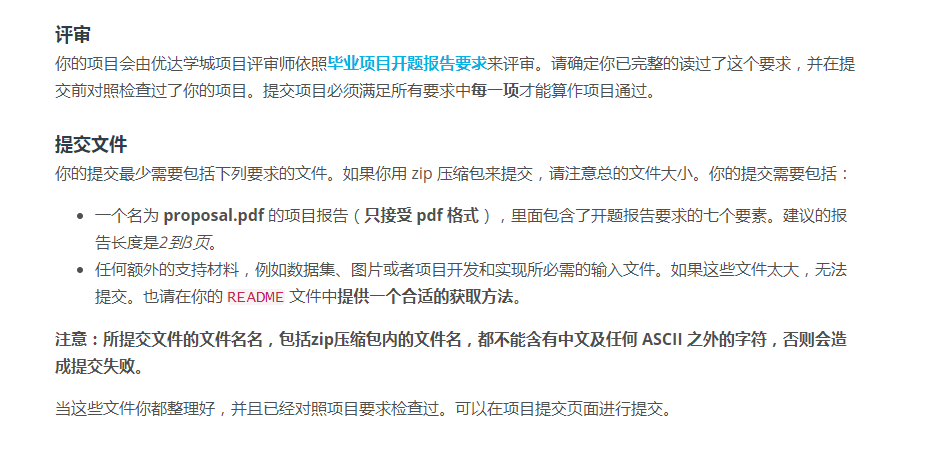 评审
你的项目会由优达学城项目评审师依照毕业项目开题报告要求来评审。请确定你已完整的读过了这个要求，并在提
交前对照检查过了你的项目。提交项目必须满足所有要求中每一项才能算作项目通过。
提交文件
你的提交最少需要包括下列要求的文件。如果你用 zip 压缩包来提交，请注意总的文件大小。你的提交需要包括：
一个名为 proposal.pdf 的项目报告（只接受 pdf 格式），里面包含了开题报告要求的七个要素。建议的报
告长度是2到3页。
任何额外的支持材料，例如数据集、图片或者项目开发和实现所必需的输入文件。如果这些文件太大，无法
提交。也请在你的 README 文件中提供一个合适的获取方法。
注意：所提交文件的文件名名，包括zip压缩包内的文件名，都不能含有中文及任何 ASCII 之外的字符，否则会造
成提交失败。
当这些文件你都整理好，并且已经对照项目要求检查过。可以在项目提交页面进行提交。